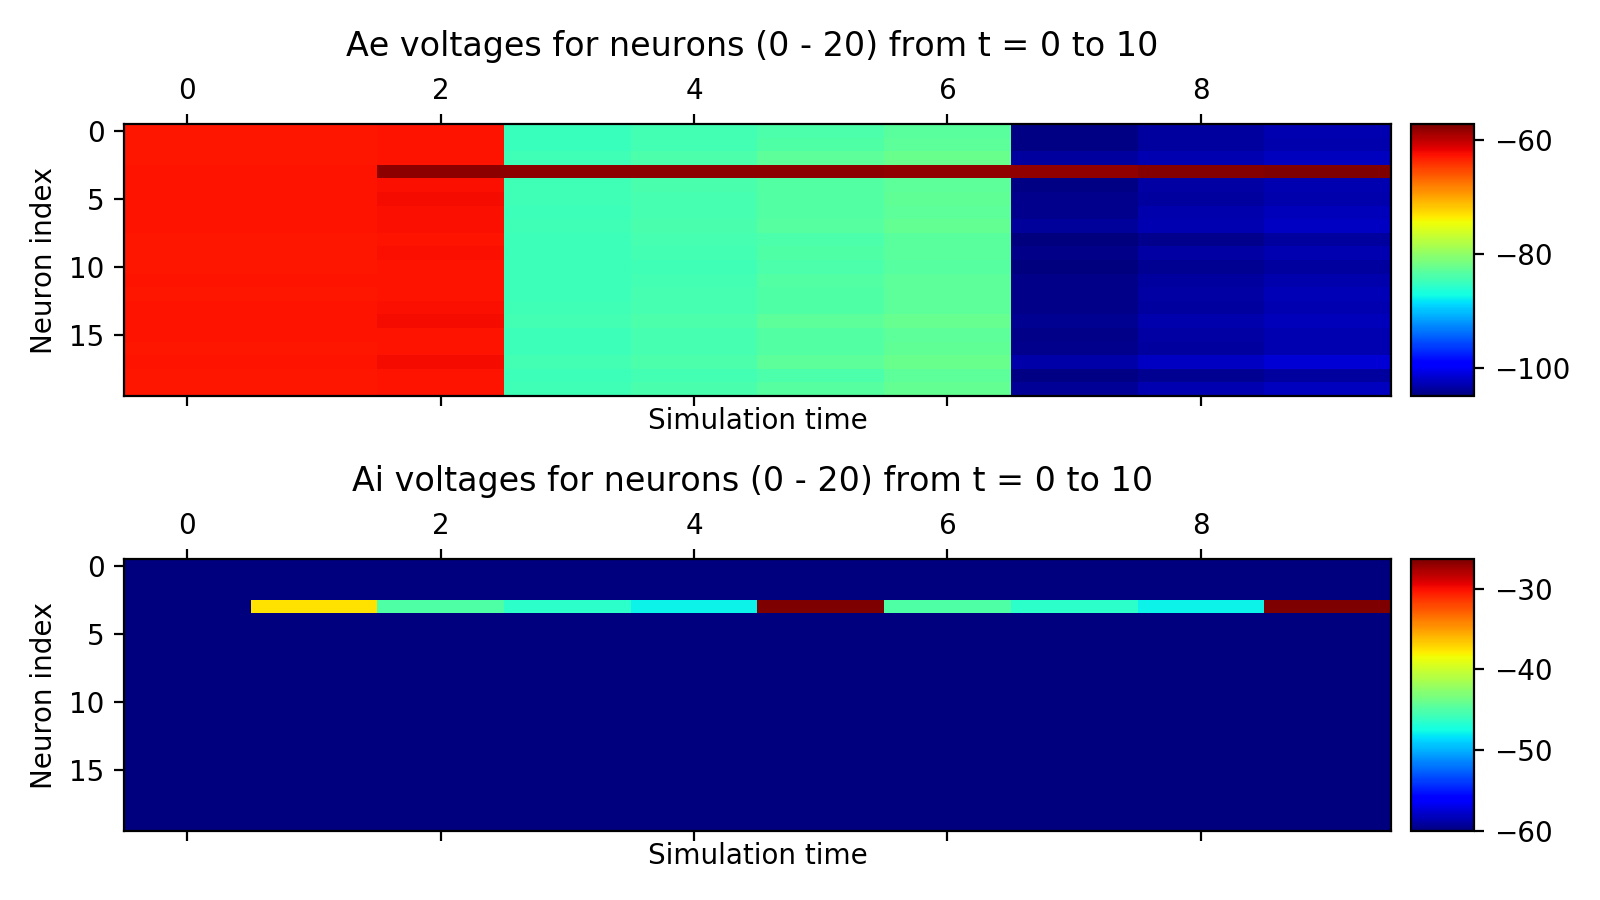 Ae voltages for neurons (0 - 20) from t = 0 to 10
0 2 4 6 8
Neuron index
0
5
10
15
−60
−80
−100
Simulation time
Ai voltages for neurons (0 - 20) from t = 0 to 10
0 2 4 6 8
Neuron index
0
5
10
15
−30
−40
−50
−60
Simulation time